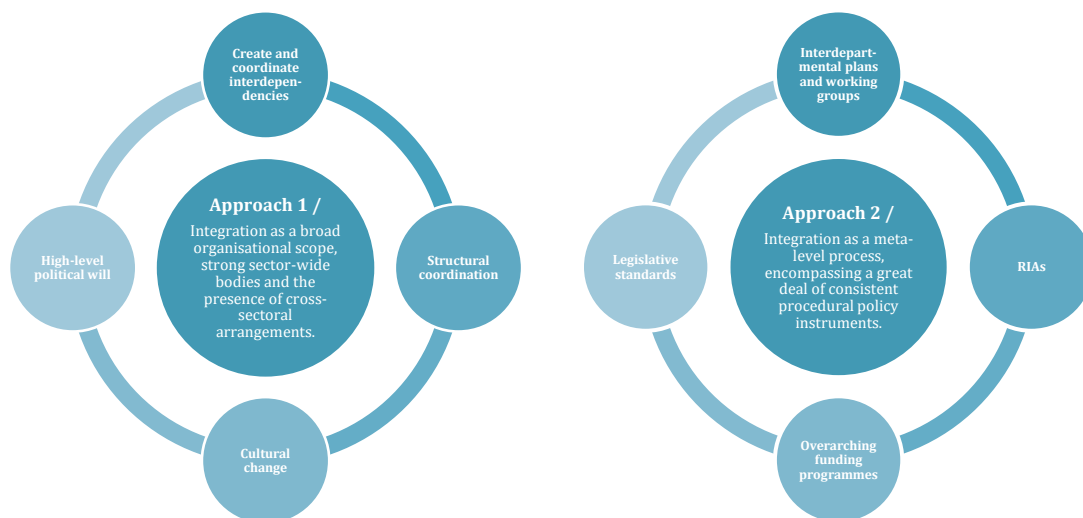 Create and
coordinate
interdepen-
dencies
Approach 1 /
Integration as a broad
organisational scope,
strong sector-wide
bodies and the
presence of cross-
sectoral
arrangements.
High-level
political will
Structural
coordination
Cultural
change
Interdepart-
mental plans
and working
groups
Approach 2 /
Integration as a meta-
level process,
encompassing a great
deal of consistent
procedural policy
instruments.
Legislative
standards
RIAs
Overarching
funding
programmes